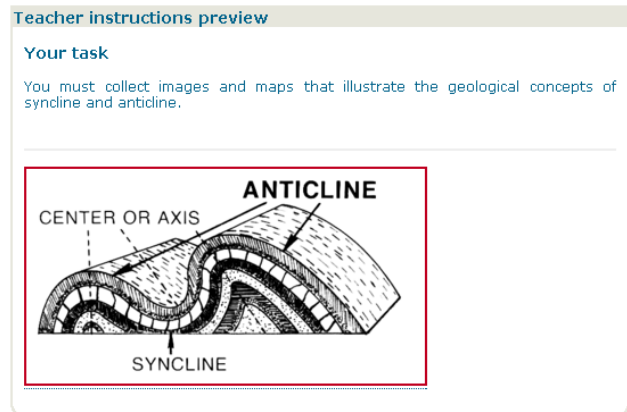 Teacher instructions preview
Your task
You must collect images and maps that illustrate the geological concepts of
syncline and anticline.
ANTICLINE
CENTER OR AXIS
SYNCLINE